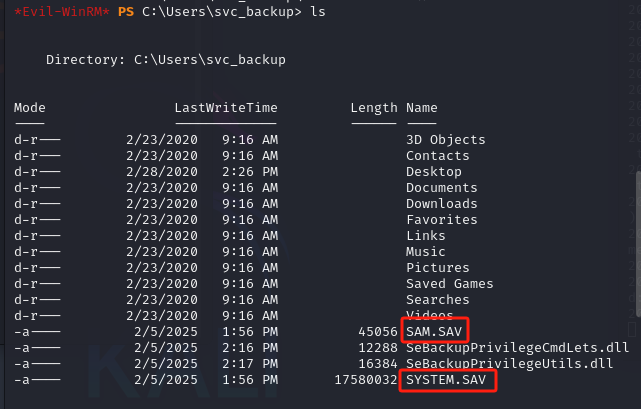 *Evil-WinRM* PS C:\Users\svc_backup> ls
Directory: C:\Users\svc_backup
Mode LastWriteTime Length Name
---- ------------- ------ ----
d-r--- 2/23/2020 9:16 AM 3D Objects
d-r--- 2/23/2020 9:16 AM Contacts
d-r--- 2/28/2020 2:26 PM Desktop
d-r--- 2/23/2020 9:16 AM Documents
d-r--- 2/23/2020 9:16 AM Downloads
d-r--- 2/23/2020 9:16 AM Favorites
d-r--- 2/23/2020 9:16 AM Links
d-r--- 2/23/2020 9:16 AM Music
d-r--- 2/23/2020 9:16 AM Pictures
d-r--- 2/23/2020 9:16 AM Saved Games
d-r--- 2/23/2020 9:16 AM Searches
d-r--- 2/23/2020 9:16 AM Videos
-a---- 2/5/2025 1:56 PM 45056 SAM.SAV
-a---- 2/5/2025 2:16 PM 12288 SeBackupPrivilegeCmdLets.dll
-a---- 2/5/2025 2:17 PM 16384 SeBackupPrivilegeUtils.dll
-a---- 2/5/2025 1:56 PM 17580032 SYSTEM.SAV